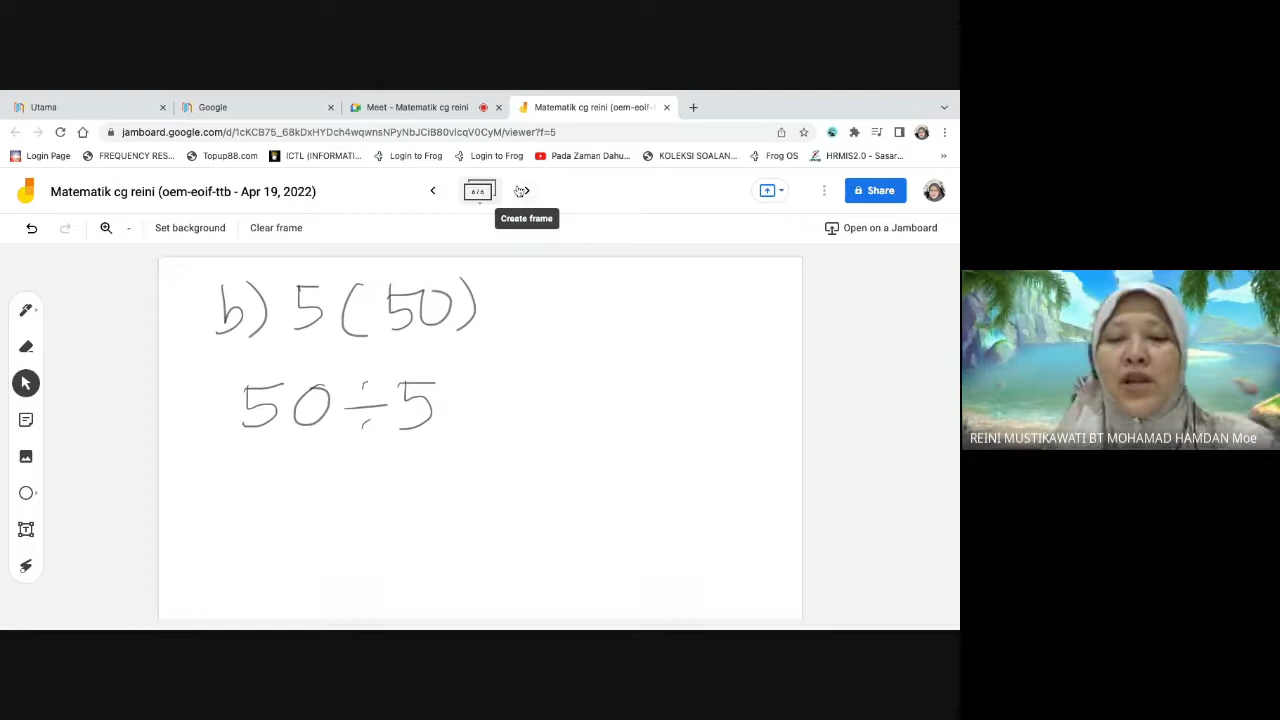 Utama
Google
Meet - Matematik cg reini
Matematik cg reini (oem-eoif-t
jamboard.google.com/d/1cKCB75_68kDxHYDch4wqwnsNPyNbJCiB80vlcqV0CyM/viewer?f=5
Login Page
FREQUENCY RES...
Topup88.com
ICTL (INFORMATI...
Login to Frog
Login to Frog
Pada Zaman Dahu...
KOLEKSI SOALAN...
Frog OS
HRMIS2.0 - Sasar...
Matematik cg reini (oem-eoif-ttb - Apr 19, 2022)
6/6
Share
Create frame
Set background
Clear frame
Open on a Jamboard
b) 5 ( 50 )
50 ÷ 5
REINI MUSTIKAWATI BT MOHAMAD HAMDAN Moe